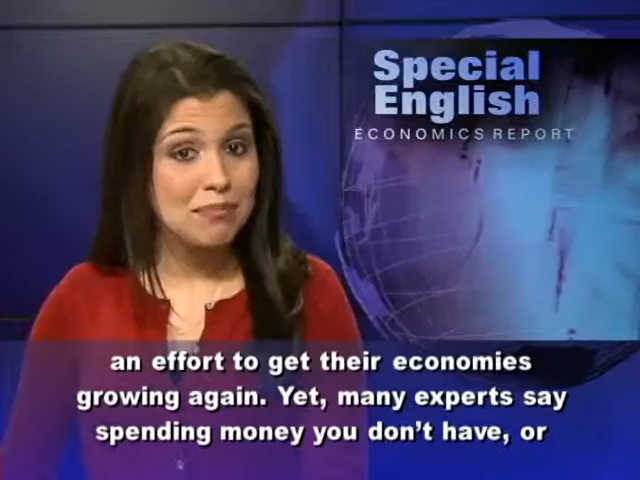 Special
English
ECONOMICS REPORT
an effort to get their economies
growing again. Yet, many experts say
spending money you don't have, or